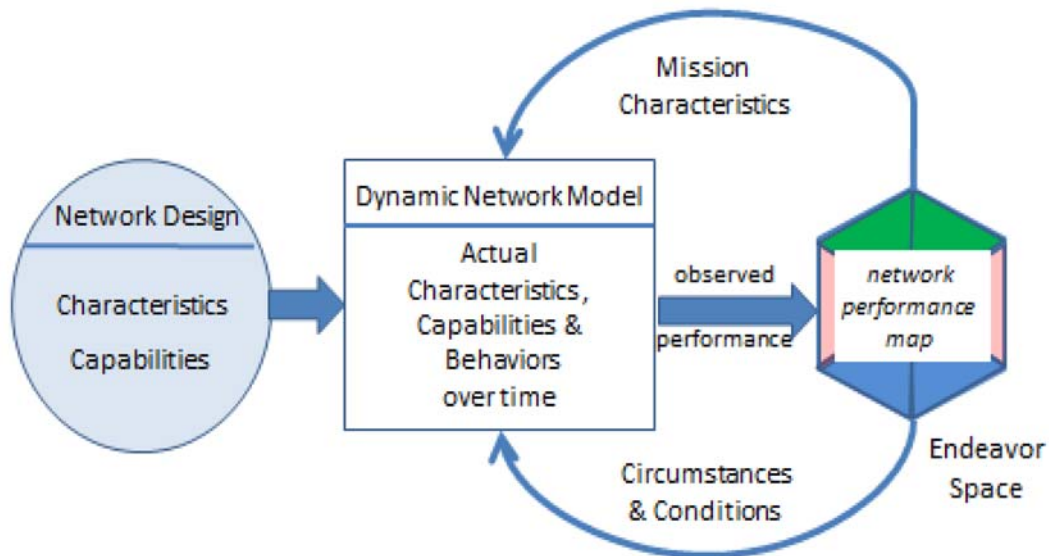 Network Design
Characteristics
Capabilities
Mission
Characteristics
Dynamic Network Model
Actual
Characteristics,
Capabilities &
Behaviors
over time
observed
performance
network
performance
map
Circumstances
& Conditions
Endeavor
Space